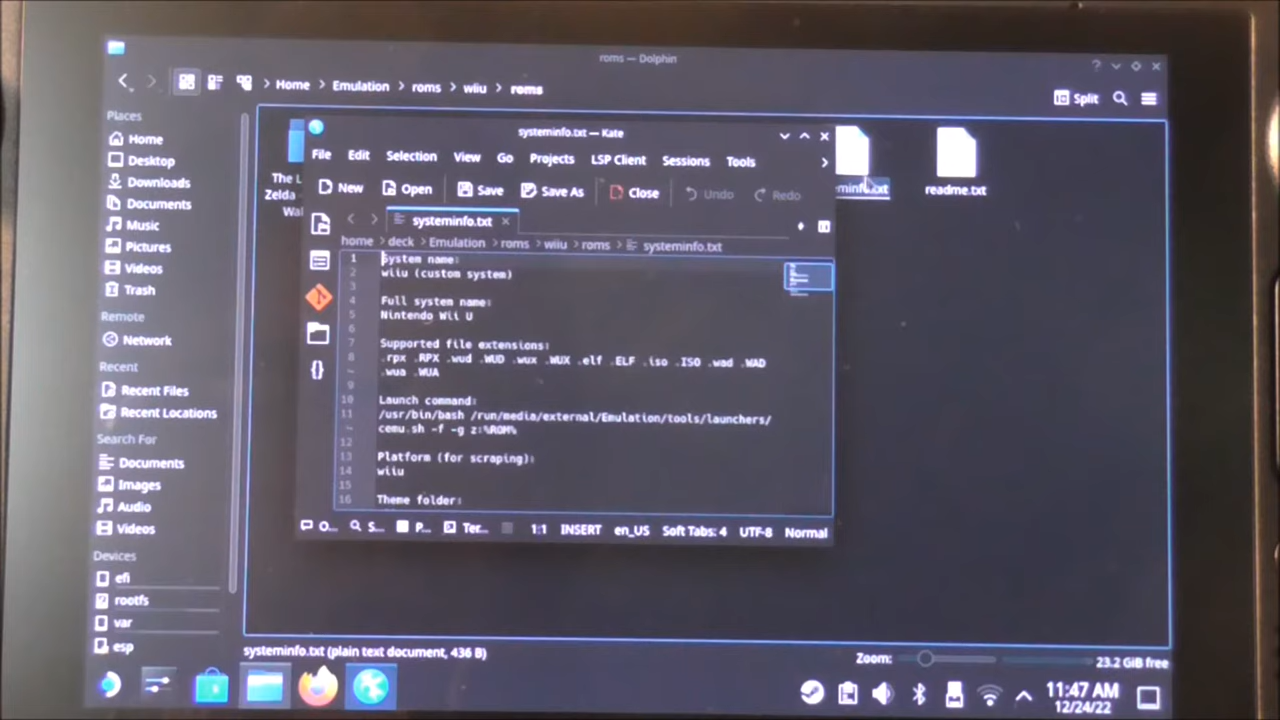 roms — Dolphin
Home > Emulation > roms > wiiu > roms
Split
Places
Home
Desktop
Downloads
Documents
Music
Pictures
Videos
Trash
Remote
Network
Recent
Recent Files
Recent Locations
Search For
Documents
Images
Audio
Videos
Devices
efi
rootfs
var
esp
The L
Zelda -
Wa
eminfo.txt
readme.txt
systeminfo.txt — Kate
File Edit Selection View Go Projects LSP Client Sessions Tools
New Open Save Save As Close Undo Redo
systeminfo.txt
home > deck > Emulation > roms > wiiu > roms > systeminfo.txt
1 System name:
2 wiiu (custom system)
3
4 Full system name:
5 Nintendo Wii U
6
7 Supported file extensions:
8 .rpx .RPX .wud .WUD .wux .WUX .elf .ELF .iso .ISO .wad .WAD
.wua .WUA
9
10 Launch command:
11 /usr/bin/bash /run/media/external/Emulation/tools/launchers/
cemu.sh -f -g z:%ROM%
12
13 Platform (for scraping):
14 wiiu
15
16 Theme folder:
O... S... P... Ter... 1:1 INSERT en_US Soft Tabs: 4 UTF-8 Normal
systeminfo.txt (plain text document, 436 B)
Zoom:
23.2 GiB free
11:47 AM
12/24/22